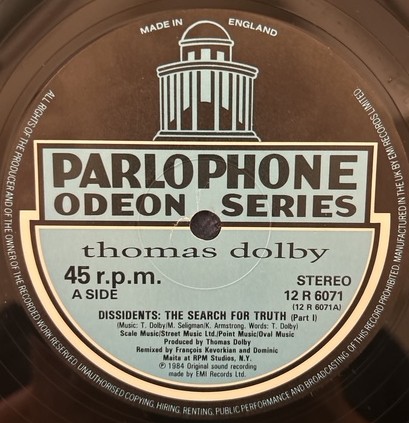 MADE IN ENGLAND
ALL RIGHTS OF THE PRODUCER AND OF THE OWNER OF THE RECORDED WORK RESERVED. UNAUTHORISED COPYING, HIRING, RENTING, PUBLIC PERFORMANCE AND BROADCASTING OF THIS RECORD PROHIBITED. MANUFACTURED IN THE UK BY EMI RECORDS LIMITED
PARLOPHONE
ODEON SERIES
thomas dolby
45 r.p.m. STEREO
A SIDE 12 R 6071
(12 R 6071A)
DISSIDENTS: THE SEARCH FOR TRUTH (Part I)
(Music: T. Dolby/M. Seligman/K. Armstrong. Words: T. Dolby)
Scale Music/Street Music Ltd./Point Music/Oval Music
Produced by Thomas Dolby
Remixed by François Kevorkian and Dominic
Maita at RPM Studios, N.Y.
℗ 1984 Original sound recording
made by EMI Records Ltd.